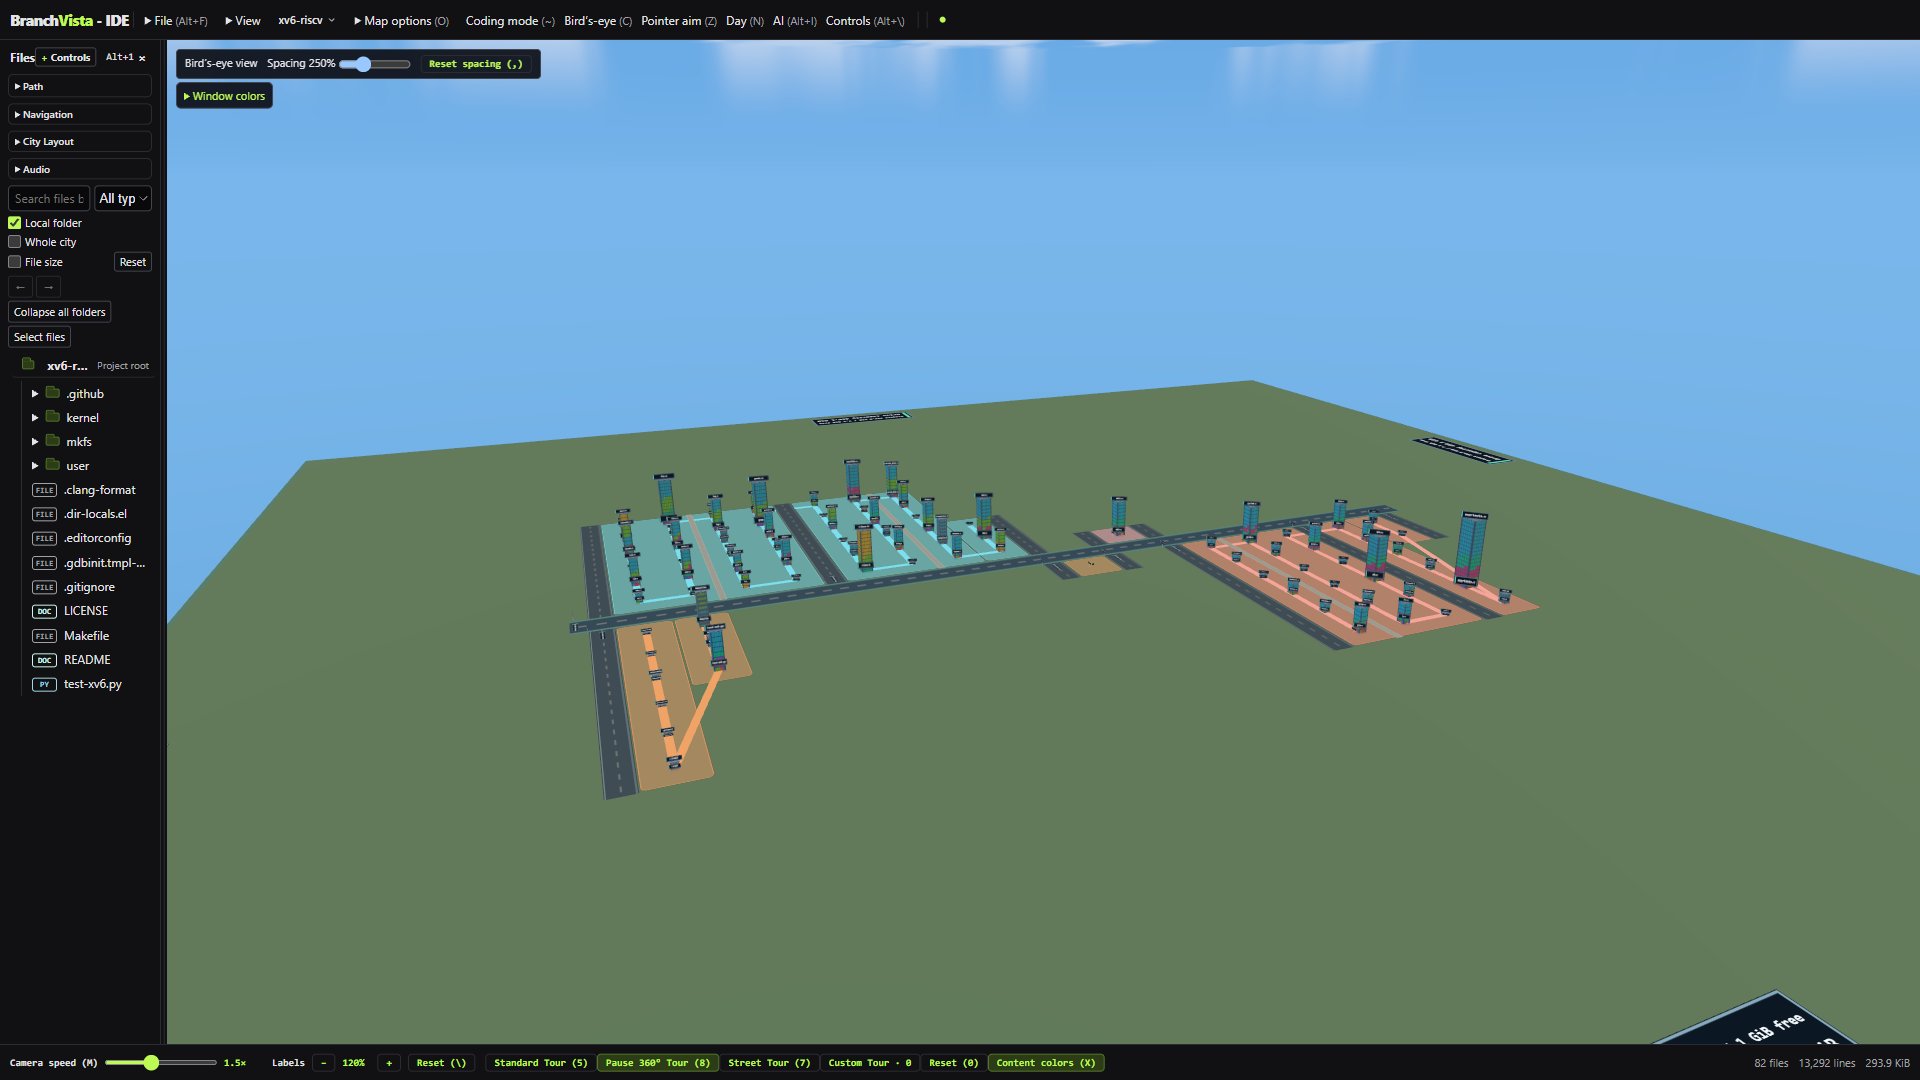 BranchVista - IDE
▶ File (Alt+F)
▶ View
xv6-riscv
▶ Map options (O)
Coding mode (~)
Bird's-eye (C)
Pointer aim (Z)
Day (N)
AI (Alt+I)
Controls (Alt+\)
Files
+ Controls
Alt+1 ×
▶ Path
▶ Navigation
▶ City Layout
▶ Audio
Search files b
All typ
Local folder
Whole city
File size
Reset
← →
Collapse all folders
Select files
xv6-r... Project root
▶ .github
▶ kernel
▶ mkfs
▶ user
FILE .clang-format
FILE .dir-locals.el
FILE .editorconfig
FILE .gdbinit.tmpl-...
FILE .gitignore
DOC LICENSE
FILE Makefile
DOC README
PY test-xv6.py
Bird's-eye view Spacing 250% Reset spacing (,)
▶ Window colors
GiB free
Camera speed (M) 1.5×
Labels - 120% + Reset (\)
Standard Tour (5)
Pause 360° Tour (8)
Street Tour (7)
Custom Tour · 0
Reset (0)
Content colors (X)
82 files 13,292 lines 293.9 KiB